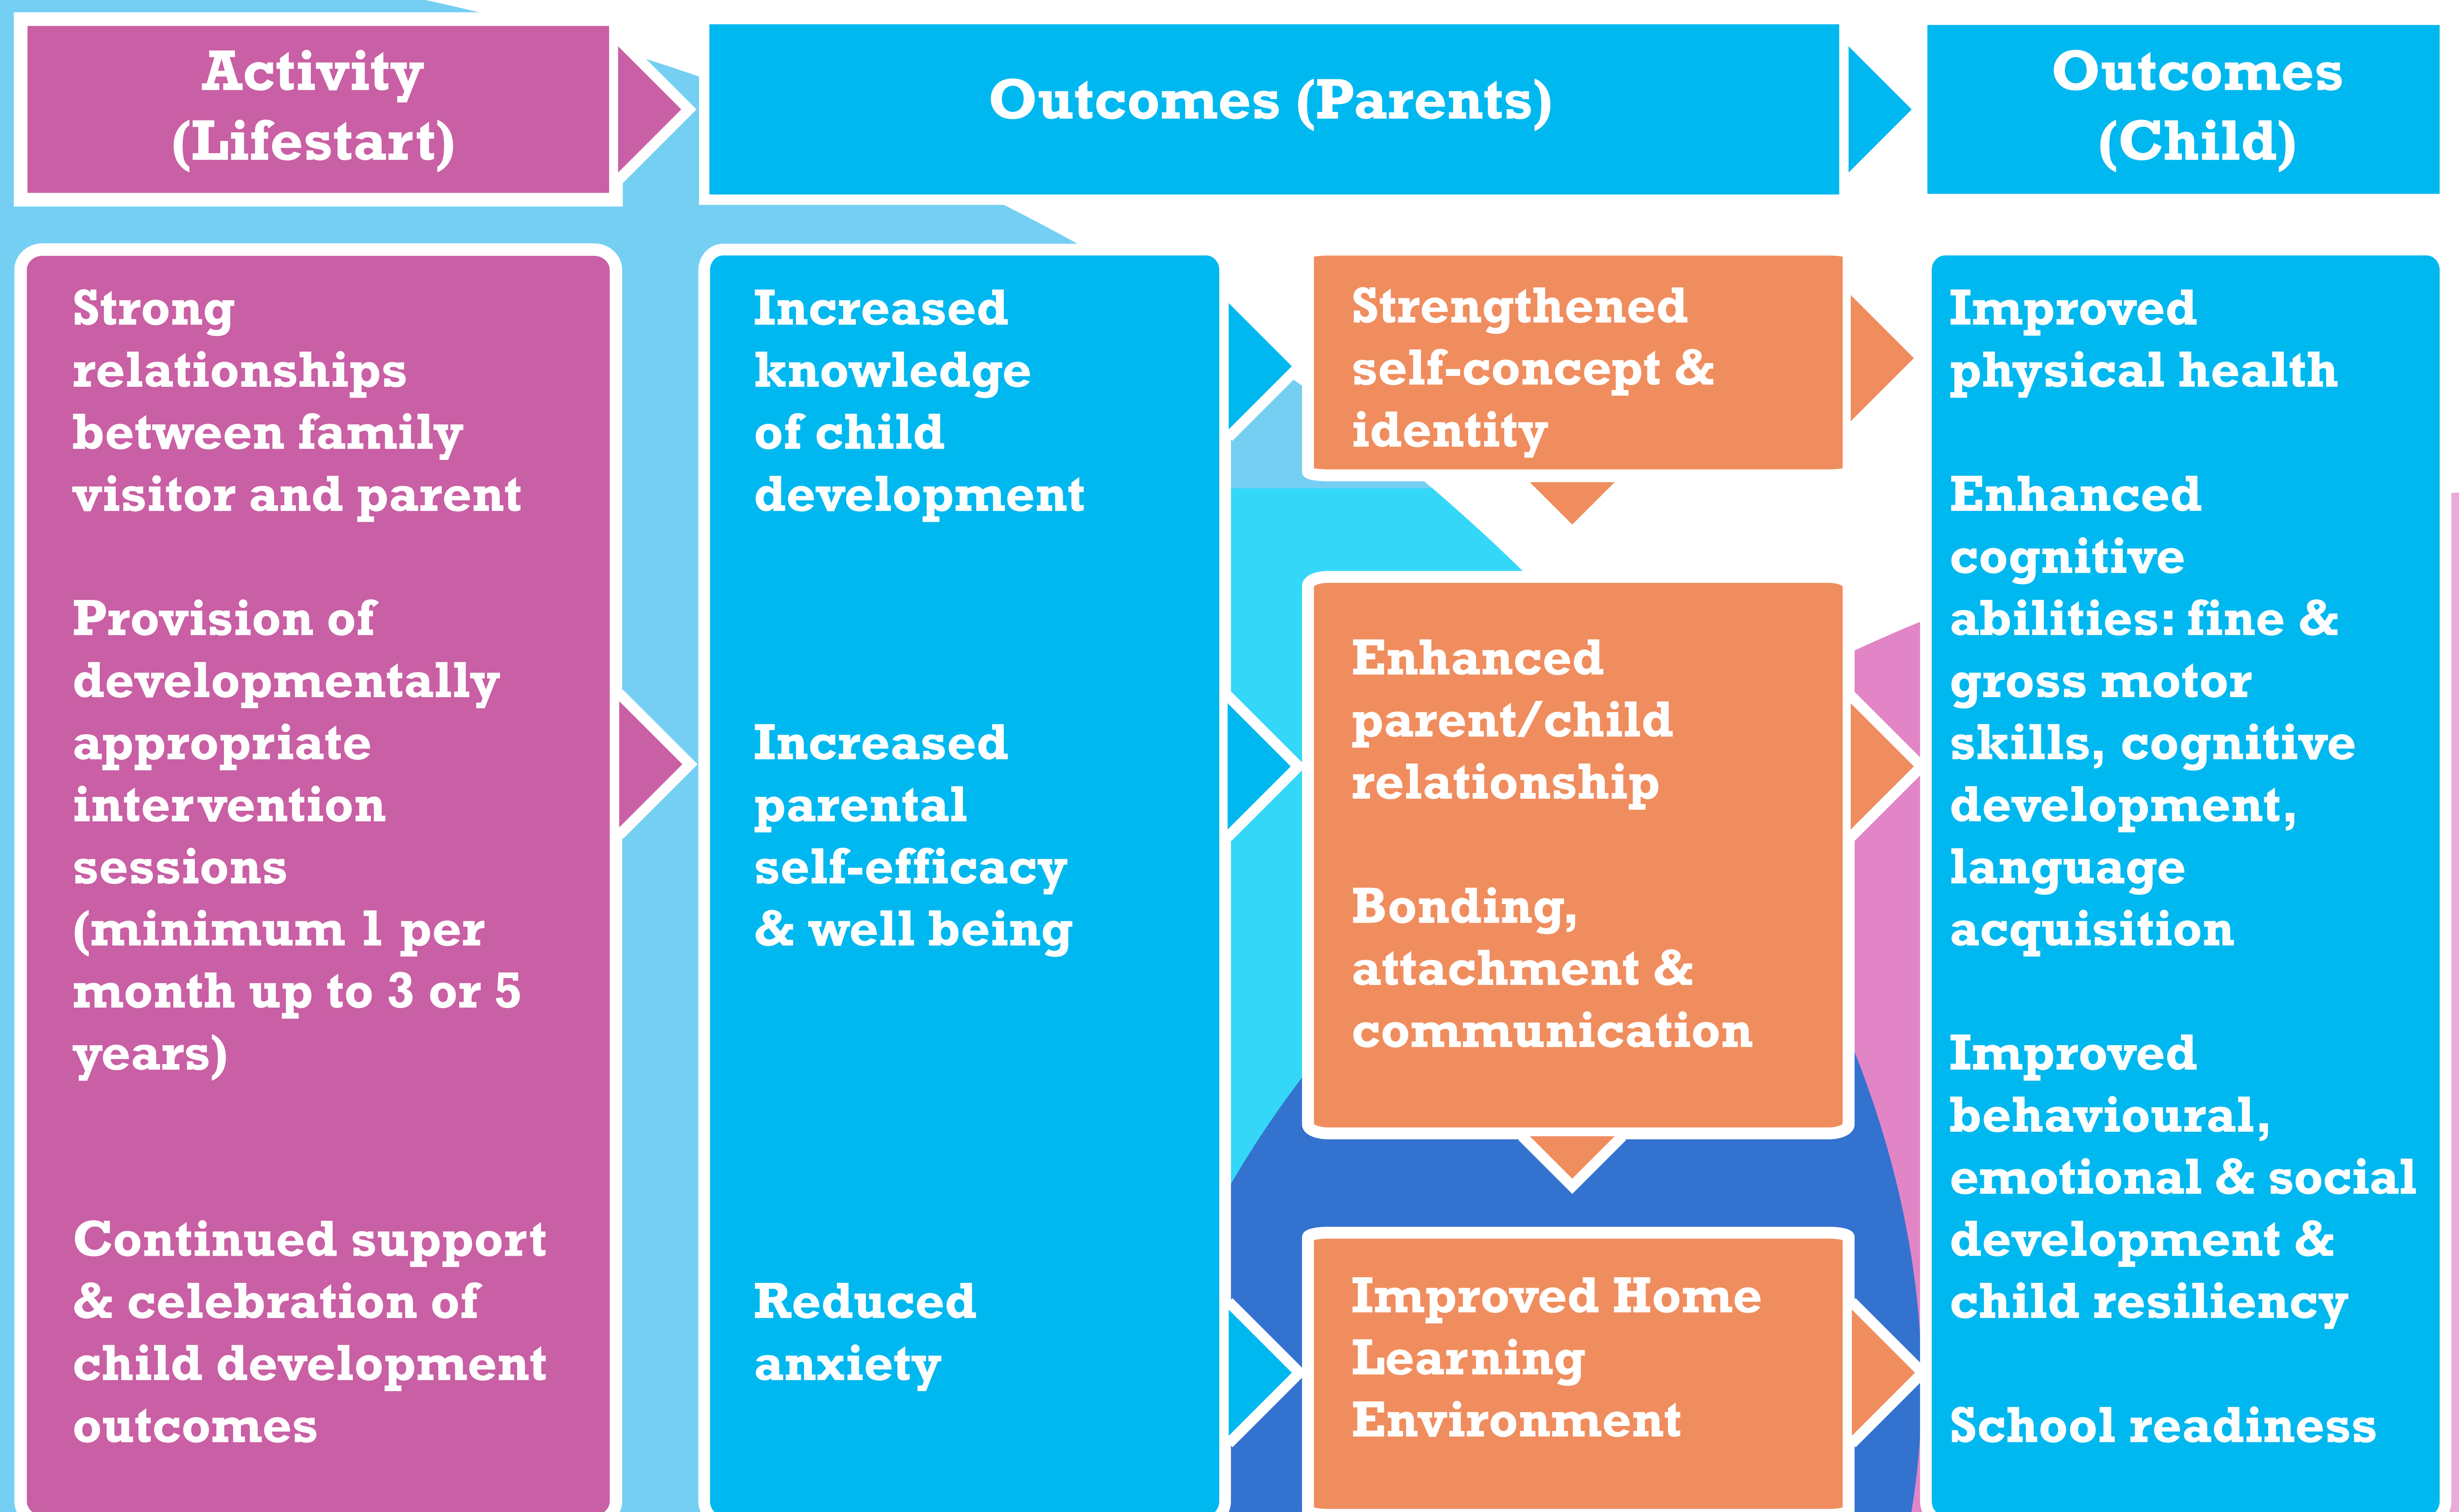 Activity
(Lifestart)
Outcomes (Parents)
Outcomes
(Child)
Strong
relationships
between family
visitor and parent
Provision of
developmentally
appropriate
intervention
sessions
(minimum 1 per
month up to 3 or 5
years)
Continued support
& celebration of
child development
outcomes
Increased
knowledge
of child
development
Increased
parental
self-efficacy
& well being
Reduced
anxiety
Strengthened
self-concept &
identity
Enhanced
parent/child
relationship
Bonding,
attachment &
communication
Improved Home
Learning
Environment
Improved
physical health
Enhanced
cognitive
abilities: fine &
gross motor
skills, cognitive
development,
language
acquisition
Improved
behavioural,
emotional & social
development &
child resiliency
School readiness